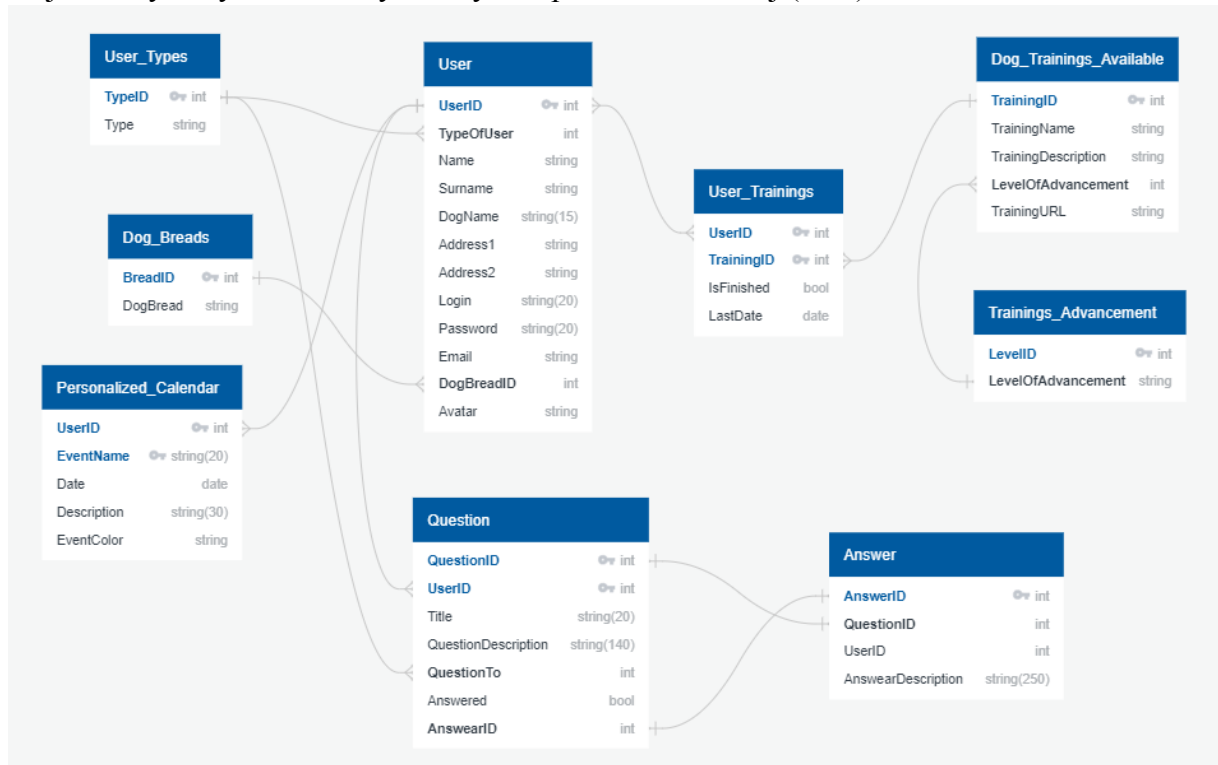 User_Types
TypeID int
Type string
Dog_Breads
BreadID int
DogBread string
Personalized_Calendar
UserID int
EventName string(20)
Date date
Description string(30)
EventColor string
User
UserID int
TypeOfUser int
Name string
Surname string
DogName string(15)
Address1 string
Address2 string
Login string(20)
Password string(20)
Email string
DogBreadID int
Avatar string
Question
QuestionID int
UserID int
Title string(20)
QuestionDescription string(140)
QuestionTo int
Answered bool
AnswearID int
User_Trainings
UserID int
TrainingID int
IsFinished bool
LastDate date
Dog_Trainings_Available
TrainingID int
TrainingName string
TrainingDescription string
LevelOfAdvancement int
TrainingURL string
Trainings_Advancement
LevelID int
LevelOfAdvancement string
Answer
AnswerID int
QuestionID int
UserID int
AnswearDescription string(250)